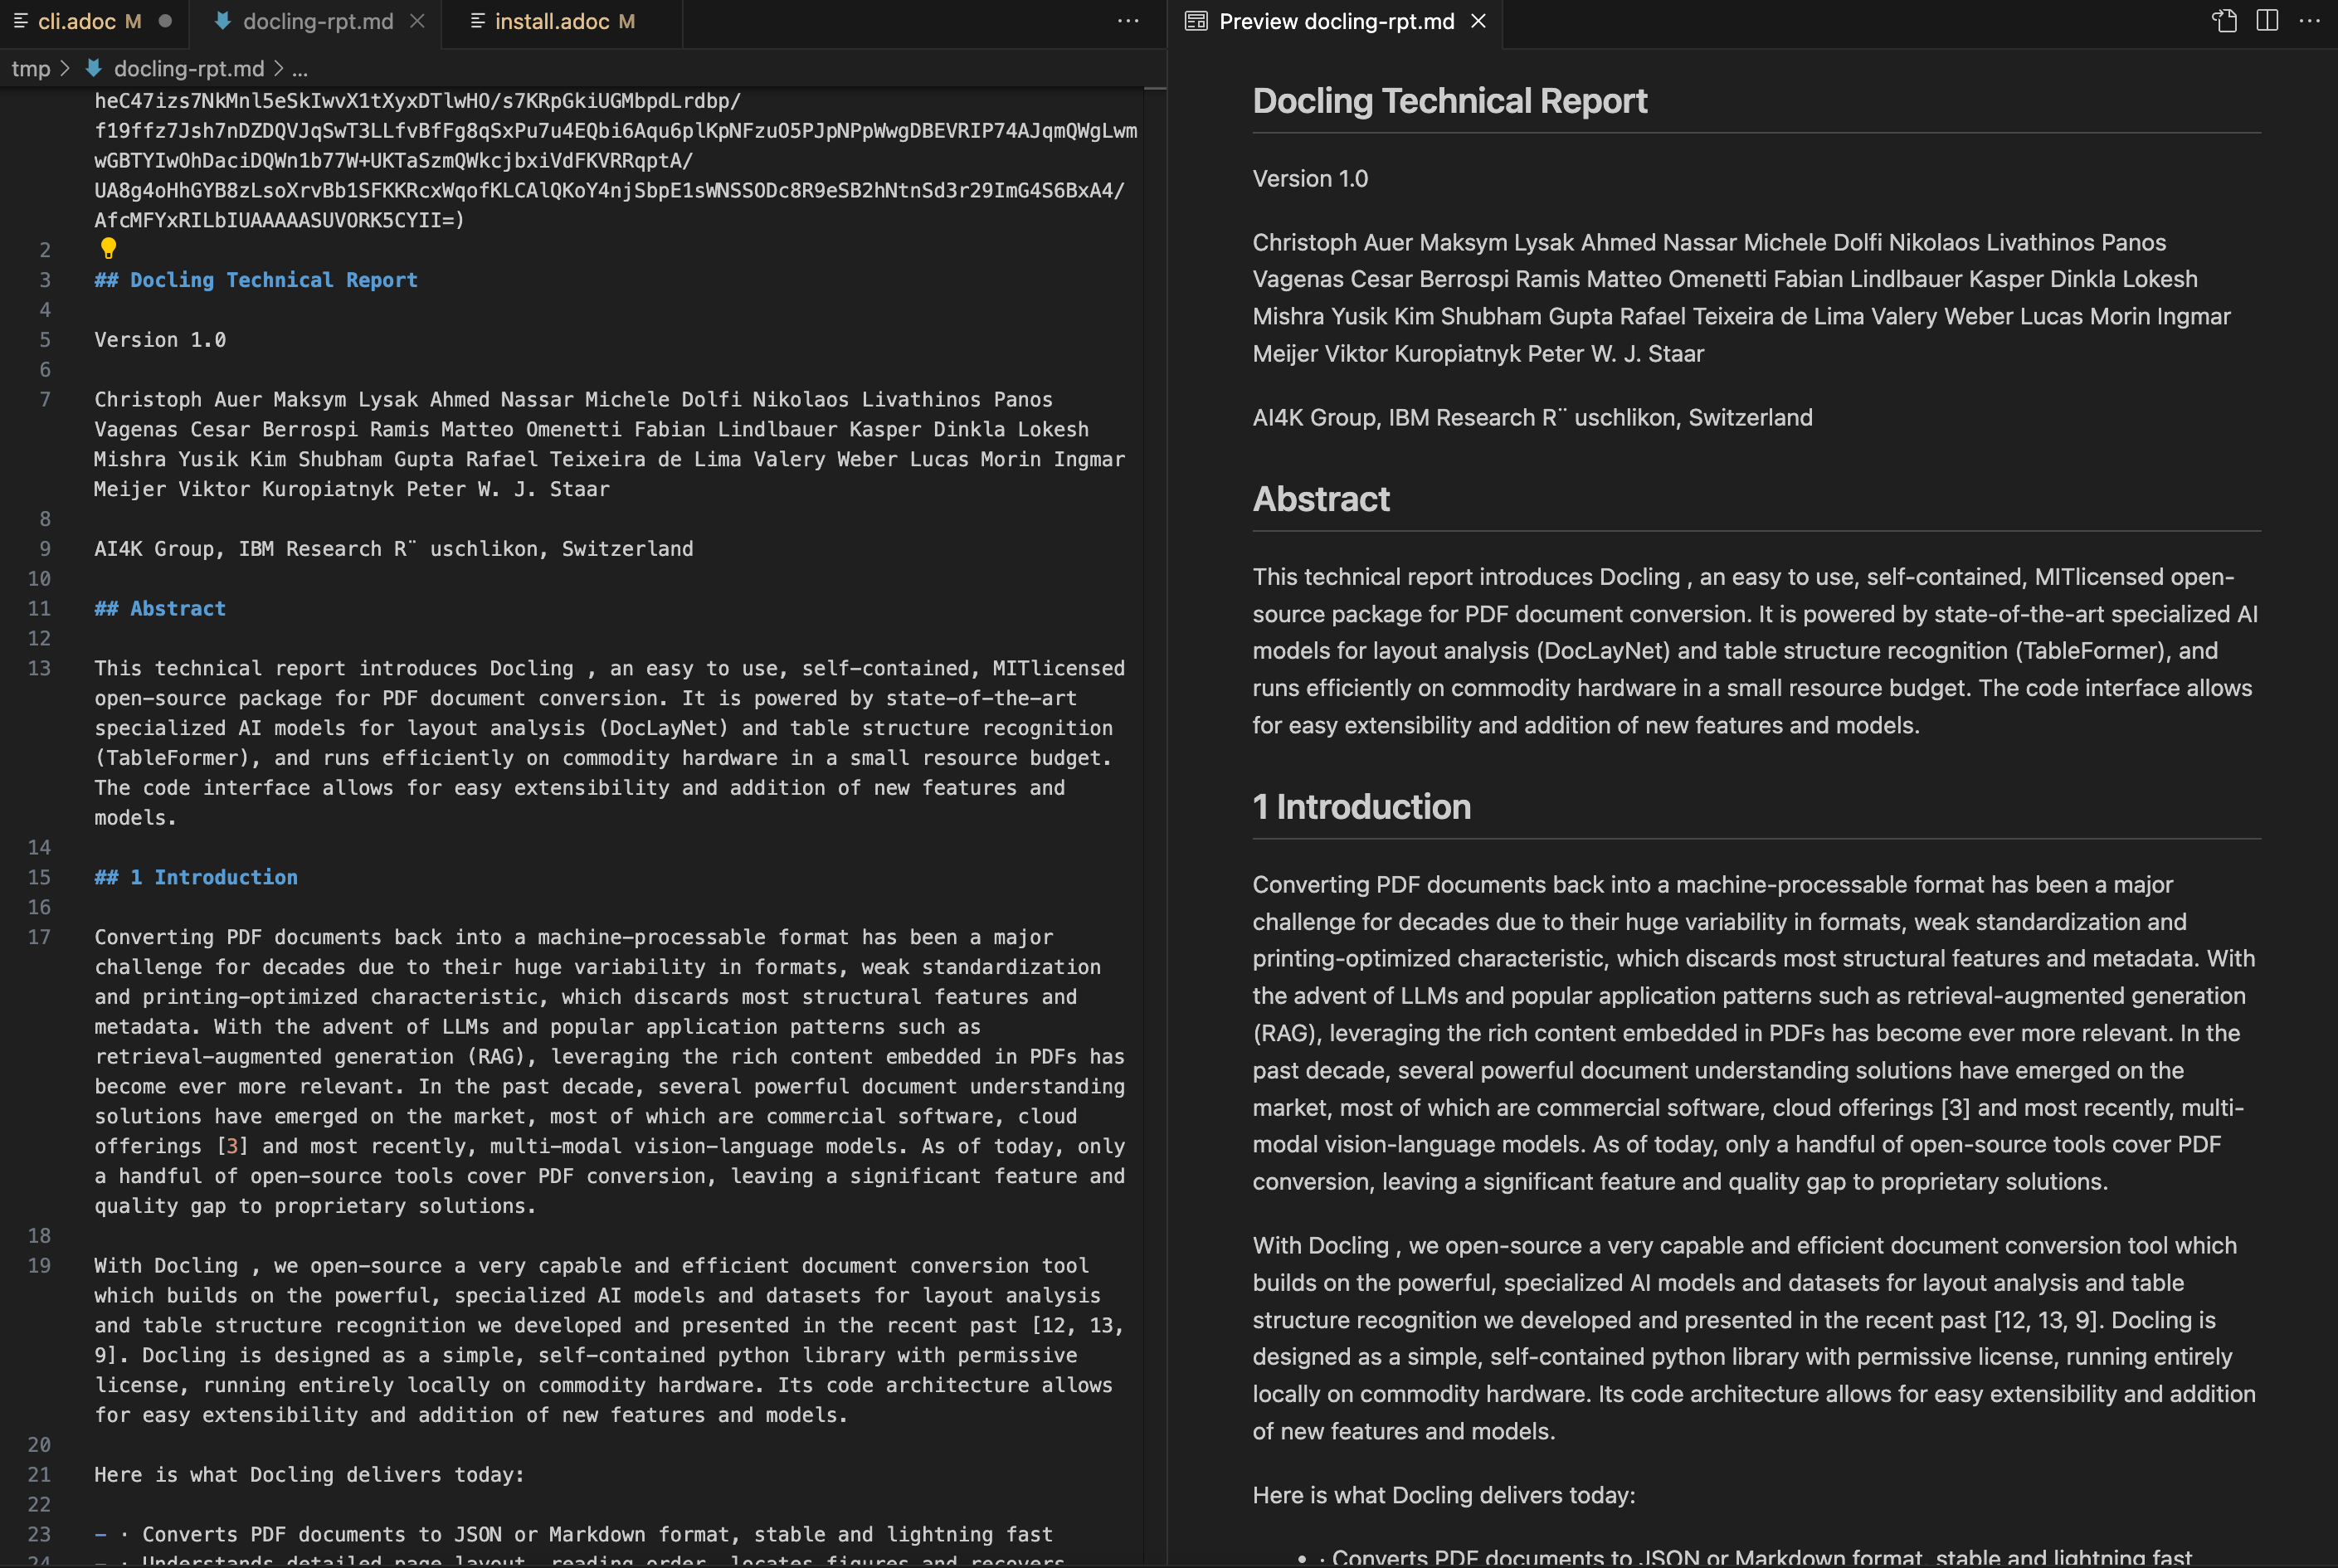 cli.adoc M
docling-rpt.md
install.adoc M
tmp > docling-rpt.md > ...
heC47izs7NkMnl5eSkIwvX1tXyxDTlwHO/s7KRpGkiUGMbpdLrdbp/
f19ffz7Jsh7nDZDQVJqSwT3LLfvBfFg8qSxPu7u4EQbi6Aqu6plKpNFzuO5PJpNPpWwgDBEVRIP74AJqmQWgLwm
wGBTYIwOhDaciDQWn1b77W+UKTaSzmQWkcjbxiVdFKVRRqptA/
UA8g4oHhGYB8zLsoXrvBb1SFKKRcxWqofKLCAlQKoY4njSbpE1sWNSSODc8R9eSB2hNtnSd3r29ImG4S6BxA4/
AfcMFYxRILbIUAAAAASUVORK5CYII=)
2
3 ## Docling Technical Report
4
5 Version 1.0
6
7 Christoph Auer Maksym Lysak Ahmed Nassar Michele Dolfi Nikolaos Livathinos Panos
Vagenas Cesar Berrospi Ramis Matteo Omenetti Fabian Lindlbauer Kasper Dinkla Lokesh
Mishra Yusik Kim Shubham Gupta Rafael Teixeira de Lima Valery Weber Lucas Morin Ingmar
Meijer Viktor Kuropiatnyk Peter W. J. Staar
8
9 AI4K Group, IBM Research R¨ uschlikon, Switzerland
10
11 ## Abstract
12
13 This technical report introduces Docling , an easy to use, self-contained, MITlicensed
open-source package for PDF document conversion. It is powered by state-of-the-art
specialized AI models for layout analysis (DocLayNet) and table structure recognition
(TableFormer), and runs efficiently on commodity hardware in a small resource budget.
The code interface allows for easy extensibility and addition of new features and
models.
14
15 ## 1 Introduction
16
17 Converting PDF documents back into a machine-processable format has been a major
challenge for decades due to their huge variability in formats, weak standardization
and printing-optimized characteristic, which discards most structural features and
metadata. With the advent of LLMs and popular application patterns such as
retrieval-augmented generation (RAG), leveraging the rich content embedded in PDFs has
become ever more relevant. In the past decade, several powerful document understanding
solutions have emerged on the market, most of which are commercial software, cloud
offerings [3] and most recently, multi-modal vision-language models. As of today, only
a handful of open-source tools cover PDF conversion, leaving a significant feature and
quality gap to proprietary solutions.
18
19 With Docling , we open-source a very capable and efficient document conversion tool
which builds on the powerful, specialized AI models and datasets for layout analysis
and table structure recognition we developed and presented in the recent past [12, 13,
9]. Docling is designed as a simple, self-contained python library with permissive
license, running entirely locally on commodity hardware. Its code architecture allows
for easy extensibility and addition of new features and models.
20
21 Here is what Docling delivers today:
22
23 - · Converts PDF documents to JSON or Markdown format, stable and lightning fast
24 - · Understands detailed page layout, reading order, locates figures and recovers
Preview docling-rpt.md
Docling Technical Report
Version 1.0
Christoph Auer Maksym Lysak Ahmed Nassar Michele Dolfi Nikolaos Livathinos Panos
Vagenas Cesar Berrospi Ramis Matteo Omenetti Fabian Lindlbauer Kasper Dinkla Lokesh
Mishra Yusik Kim Shubham Gupta Rafael Teixeira de Lima Valery Weber Lucas Morin Ingmar
Meijer Viktor Kuropiatnyk Peter W. J. Staar
AI4K Group, IBM Research R¨ uschlikon, Switzerland
Abstract
This technical report introduces Docling , an easy to use, self-contained, MITlicensed open-
source package for PDF document conversion. It is powered by state-of-the-art specialized AI
models for layout analysis (DocLayNet) and table structure recognition (TableFormer), and
runs efficiently on commodity hardware in a small resource budget. The code interface allows
for easy extensibility and addition of new features and models.
1 Introduction
Converting PDF documents back into a machine-processable format has been a major
challenge for decades due to their huge variability in formats, weak standardization and
printing-optimized characteristic, which discards most structural features and metadata. With
the advent of LLMs and popular application patterns such as retrieval-augmented generation
(RAG), leveraging the rich content embedded in PDFs has become ever more relevant. In the
past decade, several powerful document understanding solutions have emerged on the
market, most of which are commercial software, cloud offerings [3] and most recently, multi-
modal vision-language models. As of today, only a handful of open-source tools cover PDF
conversion, leaving a significant feature and quality gap to proprietary solutions.
With Docling , we open-source a very capable and efficient document conversion tool which
builds on the powerful, specialized AI models and datasets for layout analysis and table
structure recognition we developed and presented in the recent past [12, 13, 9]. Docling is
designed as a simple, self-contained python library with permissive license, running entirely
locally on commodity hardware. Its code architecture allows for easy extensibility and addition
of new features and models.
Here is what Docling delivers today:
• · Converts PDF documents to JSON or Markdown format, stable and lightning fast